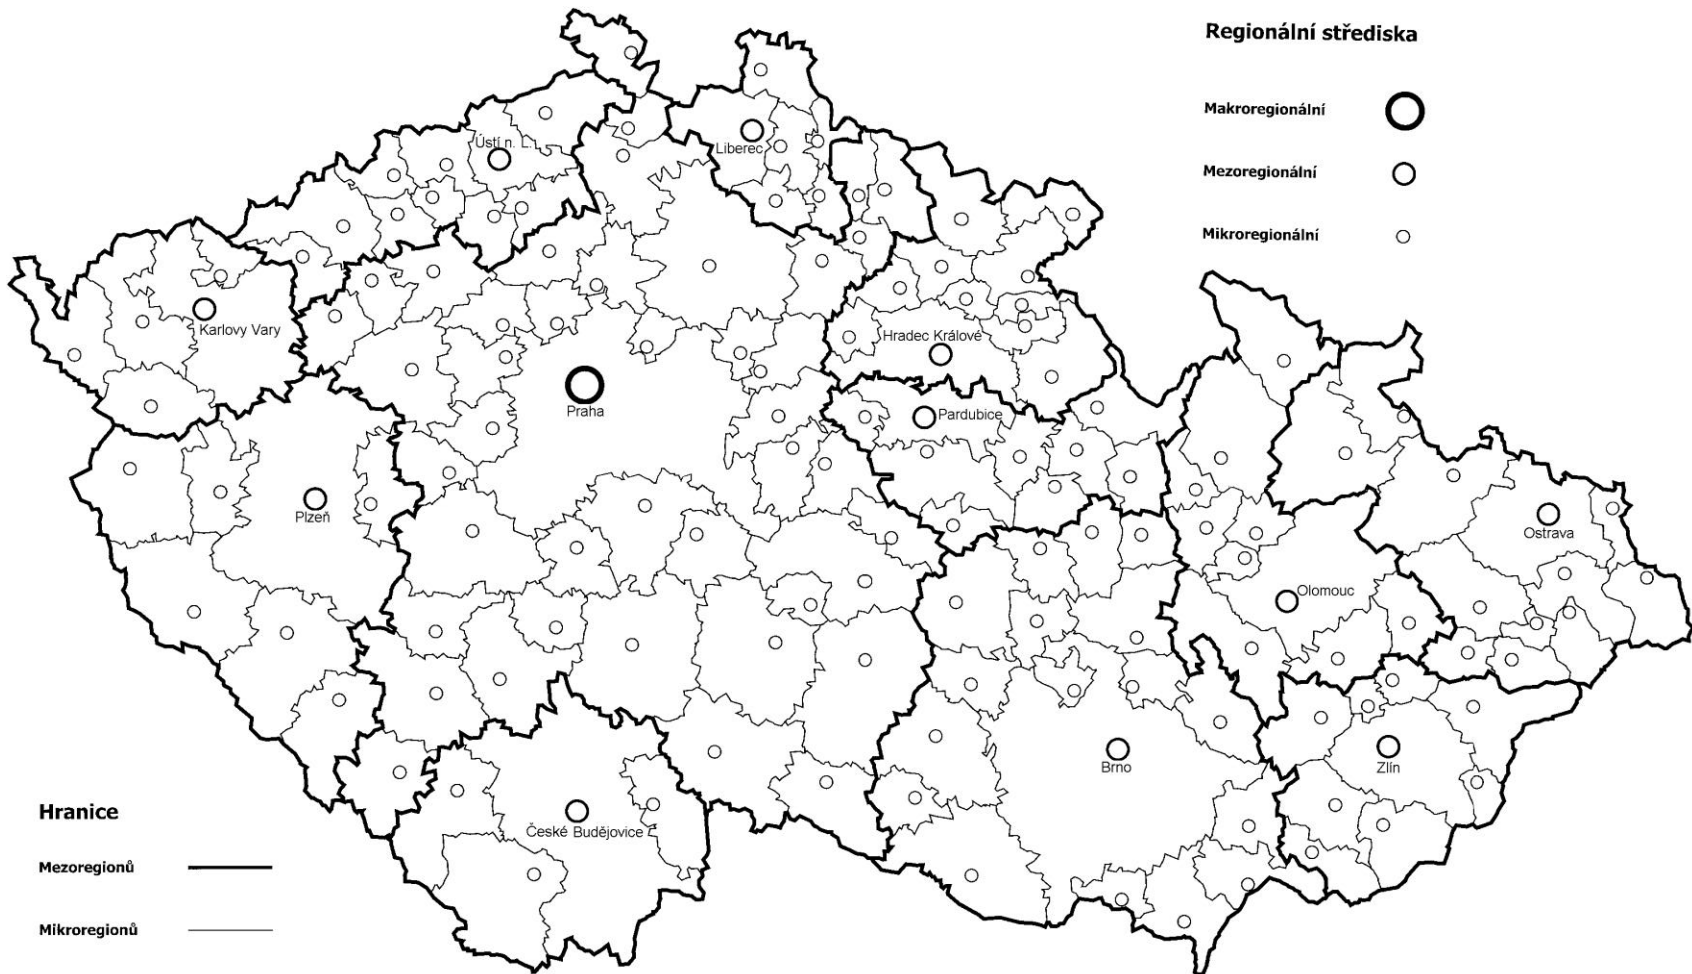 Regionální střediska
Makroregionální
Mezoregionální
Mikroregionální
Ústí n. L.
Liberec
Karlovy Vary
Hradec Králové
Praha
Pardubice
Plzeň
Ostrava
Olomouc
Brno
Zlín
České Budějovice
Hranice
Mezoregionů
Mikroregionů